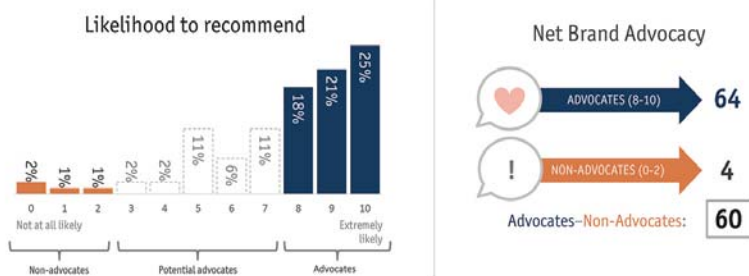 Likelihood to recommend
2%
1%
1%
2%
2%
11%
6%
11%
18%
21%
25%
0
1
2
3
4
5
6
7
8
9
10
Not at all likely
Extremely
likely
Non-advocates
Potential advocates
Advocates
Net Brand Advocacy
ADVOCATES (8-10)
64
!
NON-ADVOCATES (0-2)
4
Advocates–Non-Advocates:
60